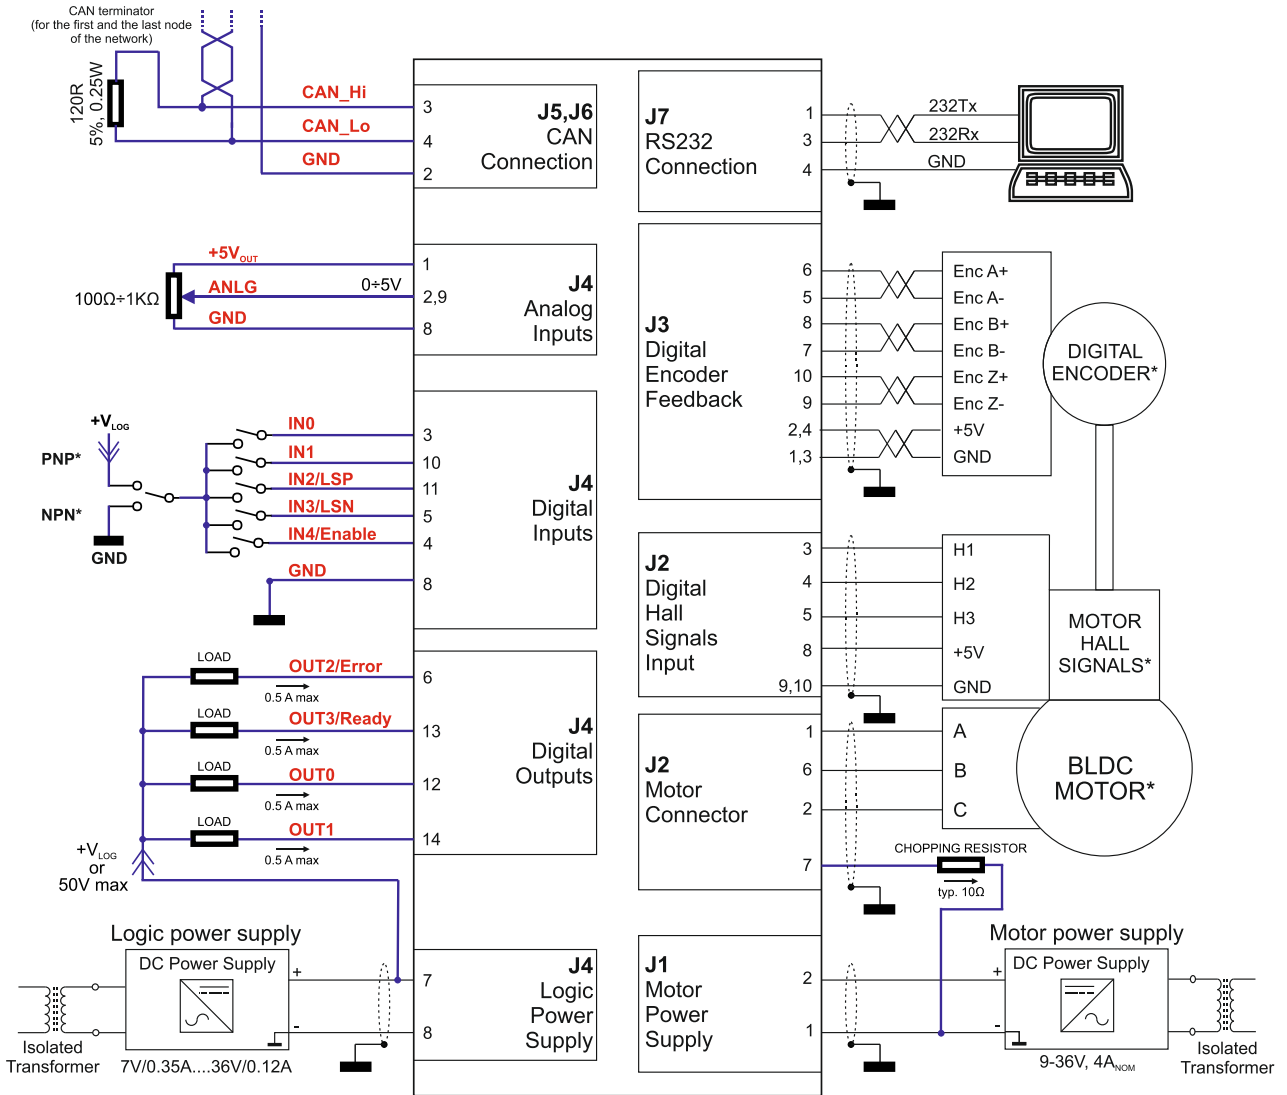 CAN terminator
(for the first and the last node
of the network)
120R
5%, 0.25W
CAN_Hi
3
CAN_Lo
4
GND
2
J5,J6
CAN
Connection
+5VOUT
1
100Ω÷1KΩ
ANLG
0÷5V
2,9
GND
8
J4
Analog
Inputs
+VLOG
PNP*
NPN*
GND
IN0
3
IN1
10
IN2/LSP
11
IN3/LSN
5
IN4/Enable
4
GND
8
J4
Digital
Inputs
LOAD
OUT2/Error
0.5 A max
6
LOAD
OUT3/Ready
0.5 A max
13
LOAD
OUT0
0.5 A max
12
LOAD
OUT1
0.5 A max
14
J4
Digital
Outputs
+VLOG
or
50V max
Logic power supply
DC Power Supply
+
-
7
8
Isolated
Transformer
7V/0.35A....36V/0.12A
J4
Logic
Power
Supply
J7
RS232
Connection
1
232Tx
3
232Rx
4
GND
J3
Digital
Encoder
Feedback
6
Enc A+
5
Enc A-
8
Enc B+
7
Enc B-
10
Enc Z+
9
Enc Z-
2,4
+5V
1,3
GND
DIGITAL
ENCODER*
J2
Digital
Hall
Signals
Input
3
H1
4
H2
5
H3
8
+5V
9,10
GND
MOTOR
HALL
SIGNALS*
J2
Motor
Connector
1
A
6
B
2
C
7
BLDC
MOTOR*
CHOPPING RESISTOR
typ. 10Ω
J1
Motor
Power
Supply
2
1
Motor power supply
DC Power Supply
+
-
9-36V, 4ANOM
Isolated
Transformer